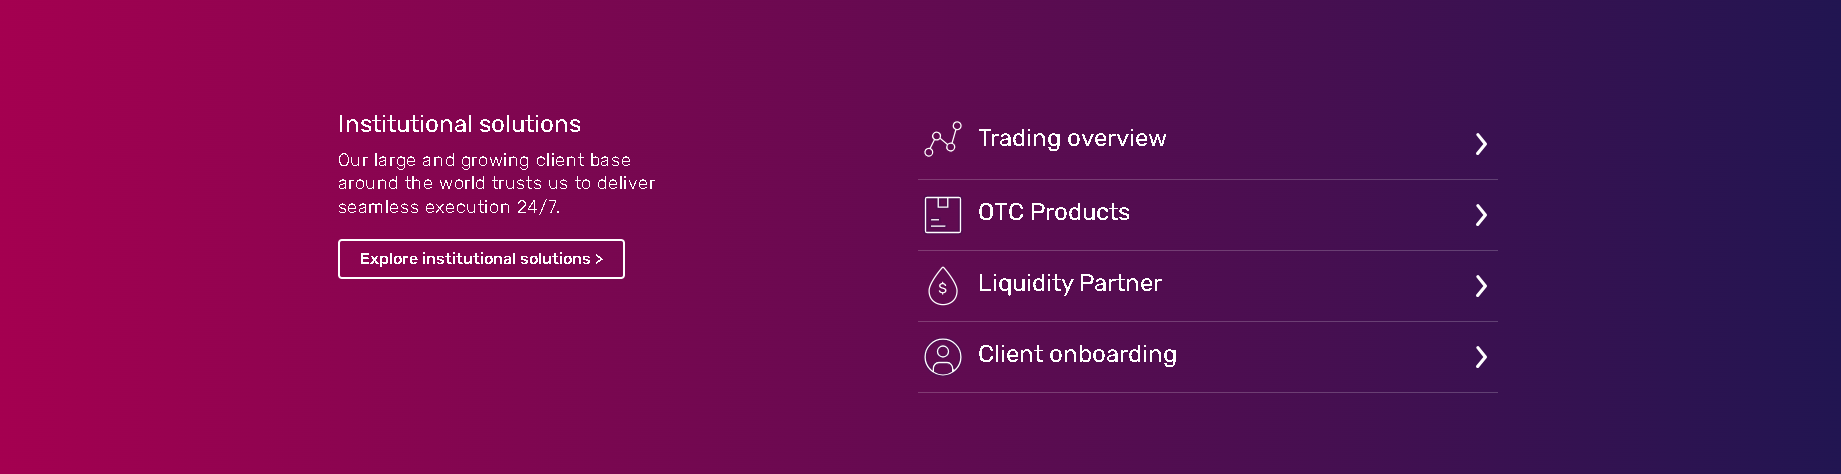 Institutional solutions
Our large and growing client base
around the world trusts us to deliver
seamless execution 24/7.
Explore institutional solutions >
Trading overview
OTC Products
$
Liquidity Partner
Client onboarding